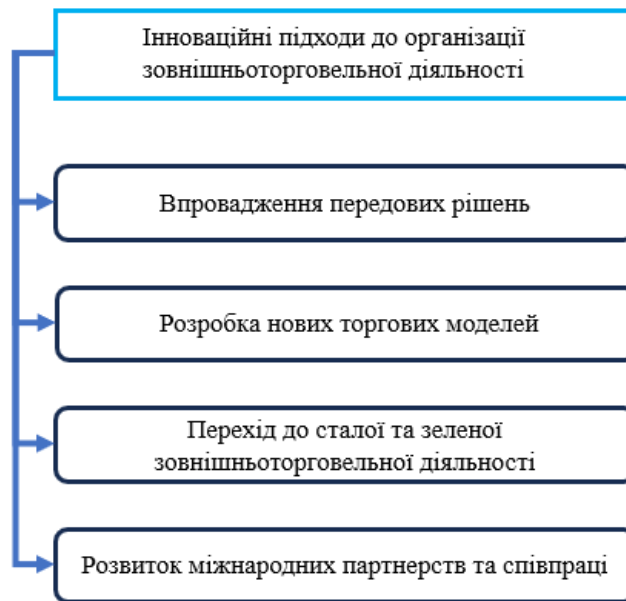 Інноваційні підходи до організації
зовнішньоторговельної діяльності
Впровадження передових рішень
Розробка нових торгових моделей
Перехід до сталої та зеленої
зовнішньоторговельної діяльності
Розвиток міжнародних партнерств та співпраці